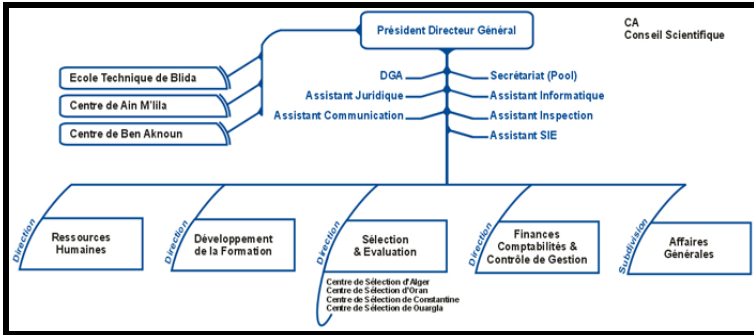 Président Directeur Général
CA
Conseil Scientifique
Ecole Technique de Blida
Centre de Ain M'lila
Centre de Ben Aknoun
DGA
Secrétariat (Pool)
Assistant Juridique
Assistant Informatique
Assistant Communication
Assistant Inspection
Assistant SIE
Direction
Ressources
Humaines
Direction
Développement
de la Formation
Direction
Sélection
& Evaluation
Centre de Sélection d'Alger
Centre de Sélection d'Oran
Centre de Sélection de Constantine
Centre de Sélection de Ouargla
Direction
Finances
Comptabilités &
Contrôle de Gestion
Subdivision
Affaires
Générales